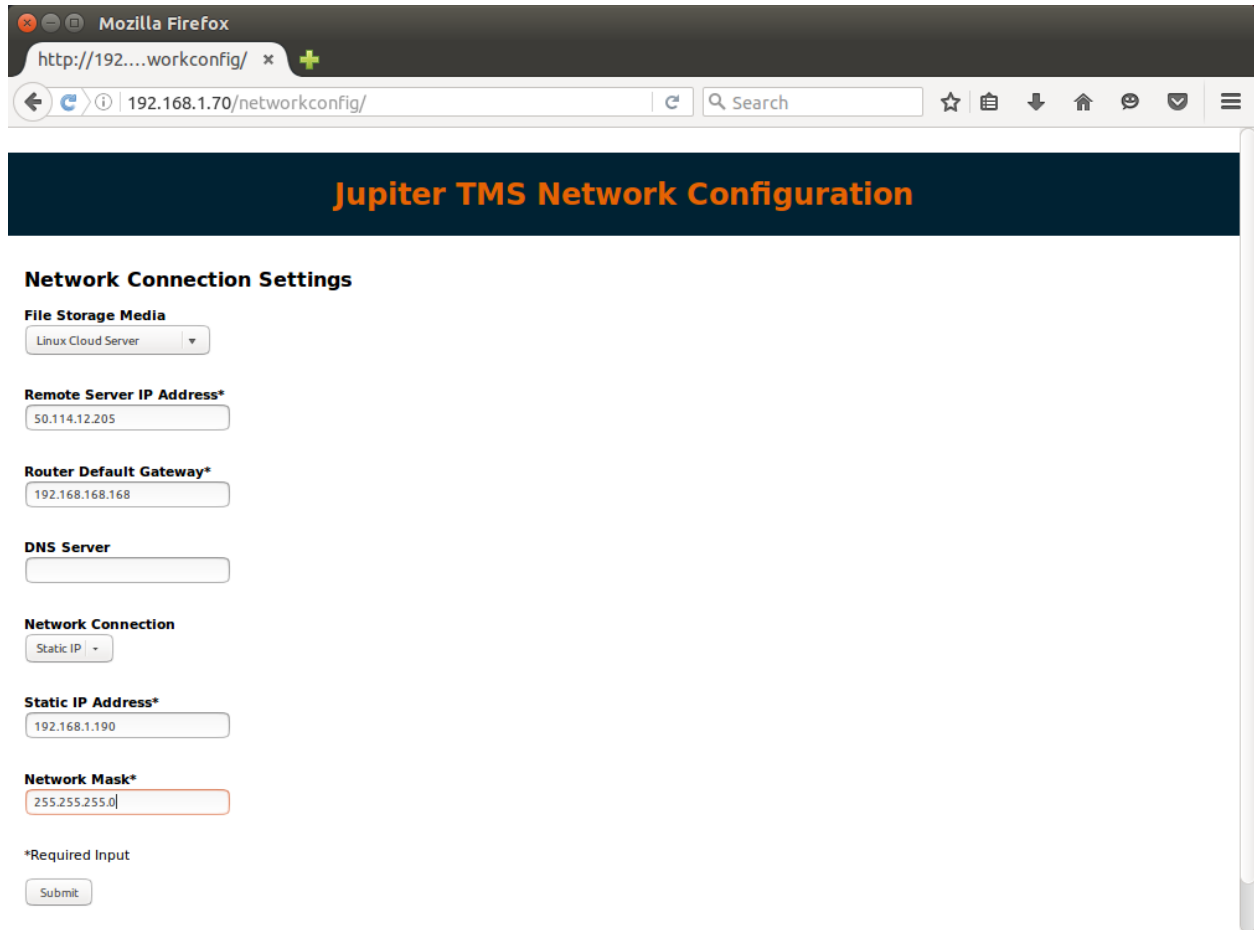 Mozilla Firefox
http://192....workconfig/
192.168.1.70/networkconfig/
Search
Jupiter TMS Network Configuration
Network Connection Settings
File Storage Media
Linux Cloud Server
Remote Server IP Address*
50.114.12.205
Router Default Gateway*
192.168.168.168
DNS Server
Network Connection
Static IP
Static IP Address*
192.168.1.190
Network Mask*
255.255.255.0
*Required Input
Submit